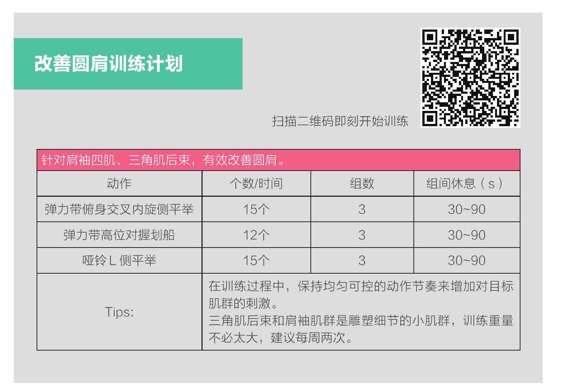 改善圆肩训练计划
扫描二维码即刻开始训练
针对肩袖四肌、三角肌后束，有效改善圆肩。
动作 个数/时间 组数 组间休息（s）
弹力带俯身交叉内旋侧平举 15个 3 30~90
弹力带高位对握划船 12个 3 30~90
哑铃L侧平举 15个 3 30~90
Tips:
在训练过程中，保持均匀可控的动作节奏来增加对目标
肌群的刺激。
三角肌后束和肩袖肌群是雕塑细节的小肌群，训练重量
不必太大，建议每周两次。